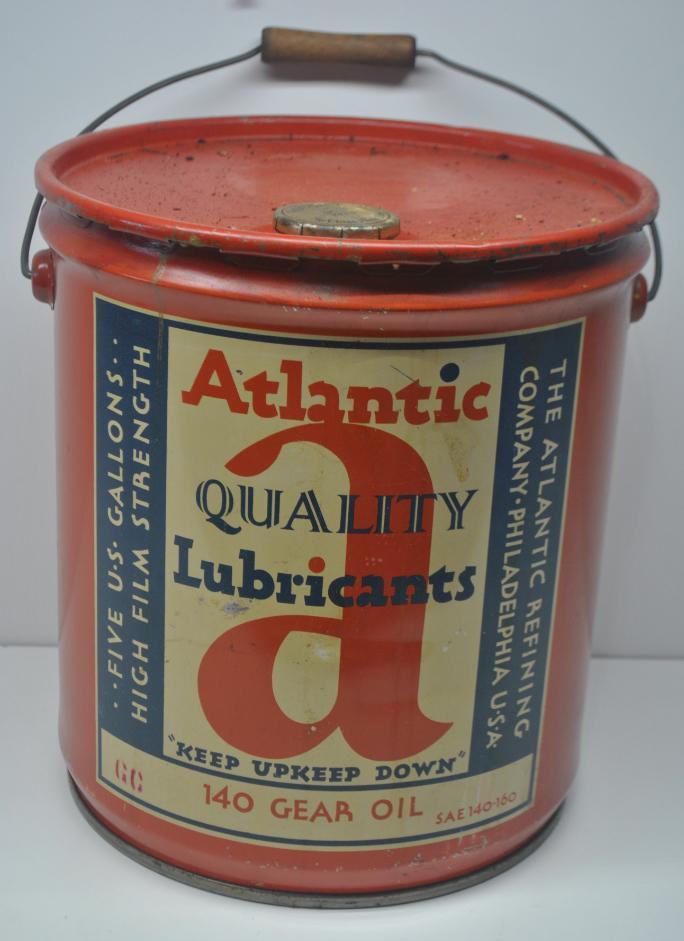 Atlantic
a
QUALITY
Lubricants
"KEEP UPKEEP DOWN"
··FIVE U·S· GALLONS··
HIGH FILM STRENGTH
THE ATLANTIC REFINING
COMPANY·PHILADELPHIA U·S·A·
GC
140 GEAR OIL SAE 140-160